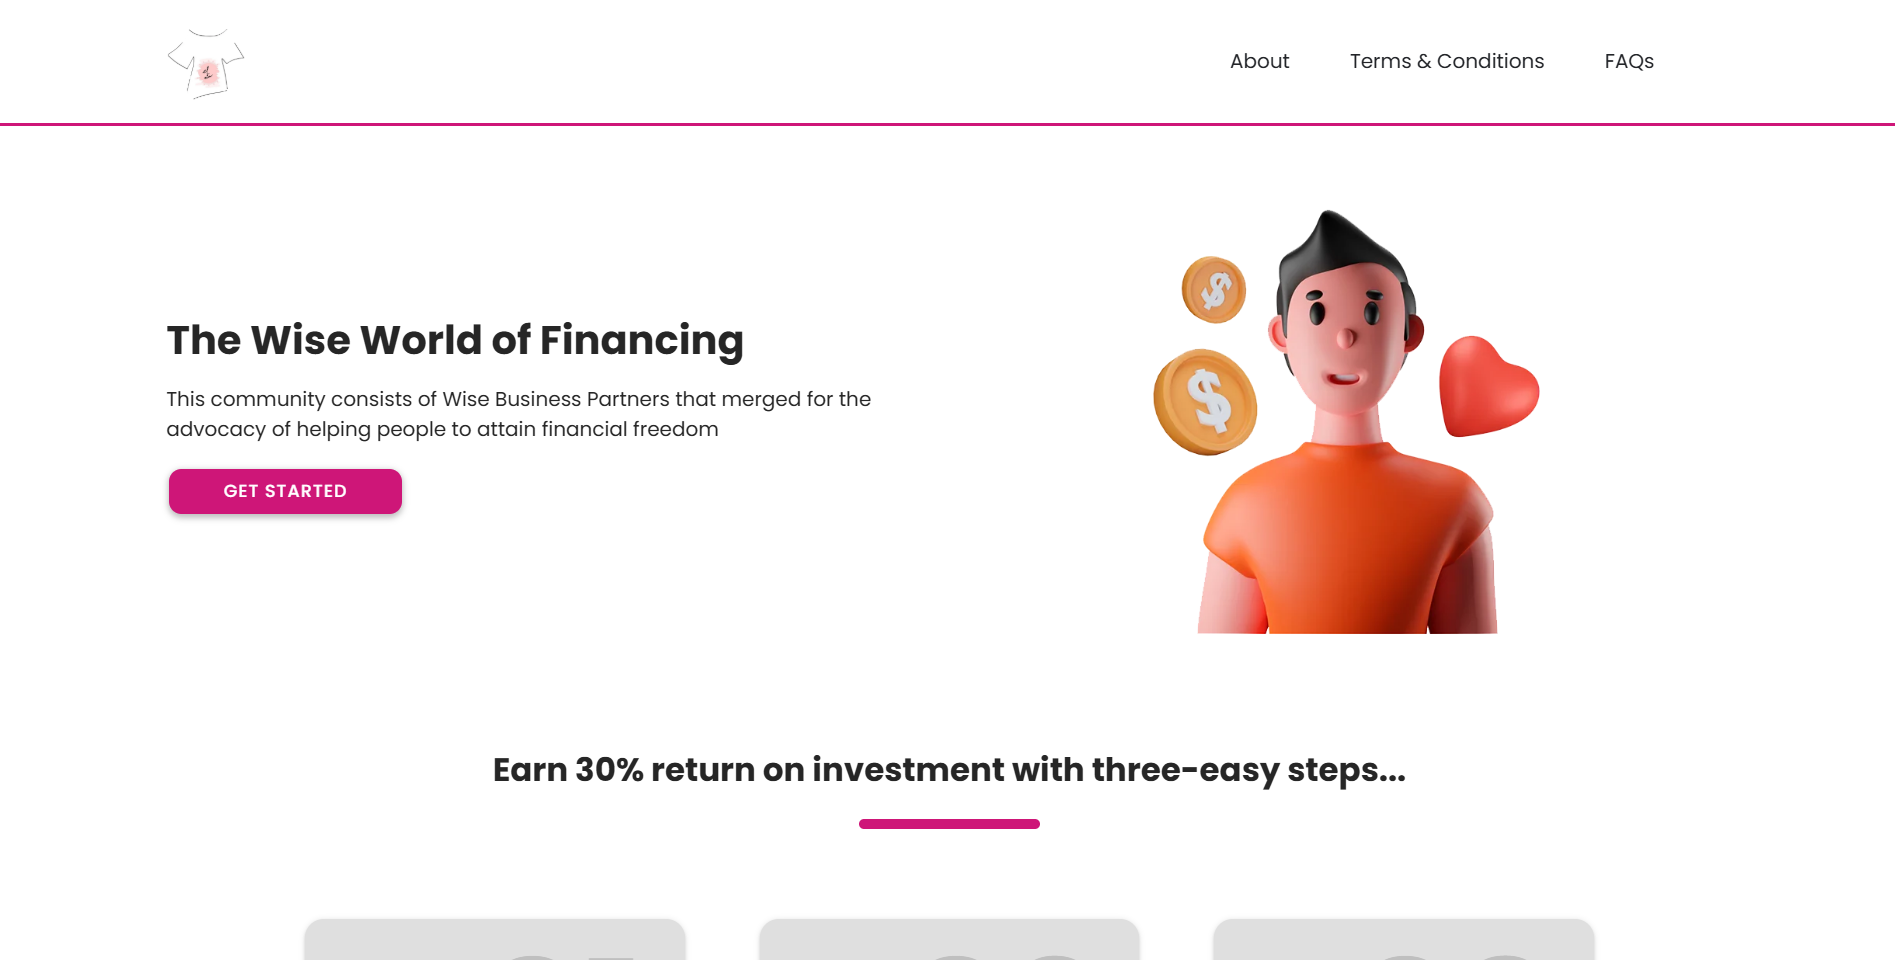 About
Terms & Conditions
FAQs
The Wise World of Financing
This community consists of Wise Business Partners that merged for the
advocacy of helping people to attain financial freedom
GET STARTED
$
$
Earn 30% return on investment with three-easy steps...